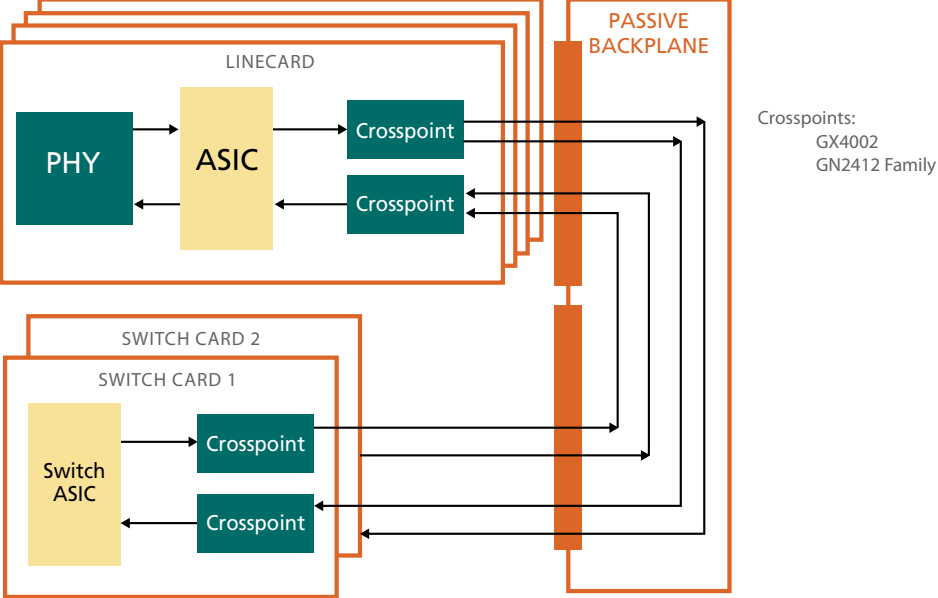 PASSIVE
BACKPLANE
LINECARD
PHY
ASIC
Crosspoint
Crosspoint
Crosspoints:
GX4002
GN2412 Family
SWITCH CARD 2
SWITCH CARD 1
Switch
ASIC
Crosspoint
Crosspoint